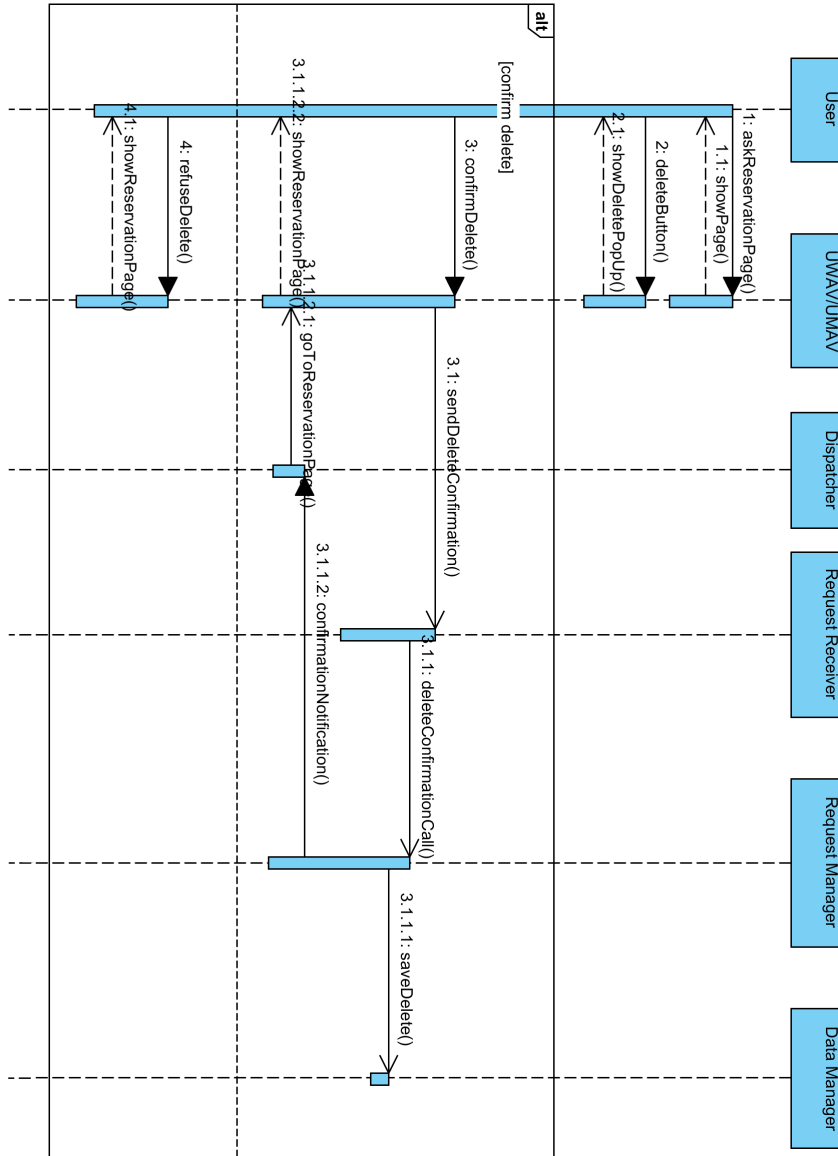 User
UWAV/UMAV
Dispatcher
Request Receiver
Request Manager
Data Manager
1: askReservationPage()
1.1: showPage()
2: deleteButton()
2.1: showDeletePopUp()
alt
[confirm delete]
3: confirmDelete()
3.1: sendDeleteConfirmation()
3.1.1: deleteConfirmationCall()
3.1.1.1: saveDelete()
3.1.1.2: confirmationNotification()
3.1.1.2.1: goToReservationPage()
3.1.1.2.2: showReservationPage()
4: refuseDelete()
4.1: showReservationPage()